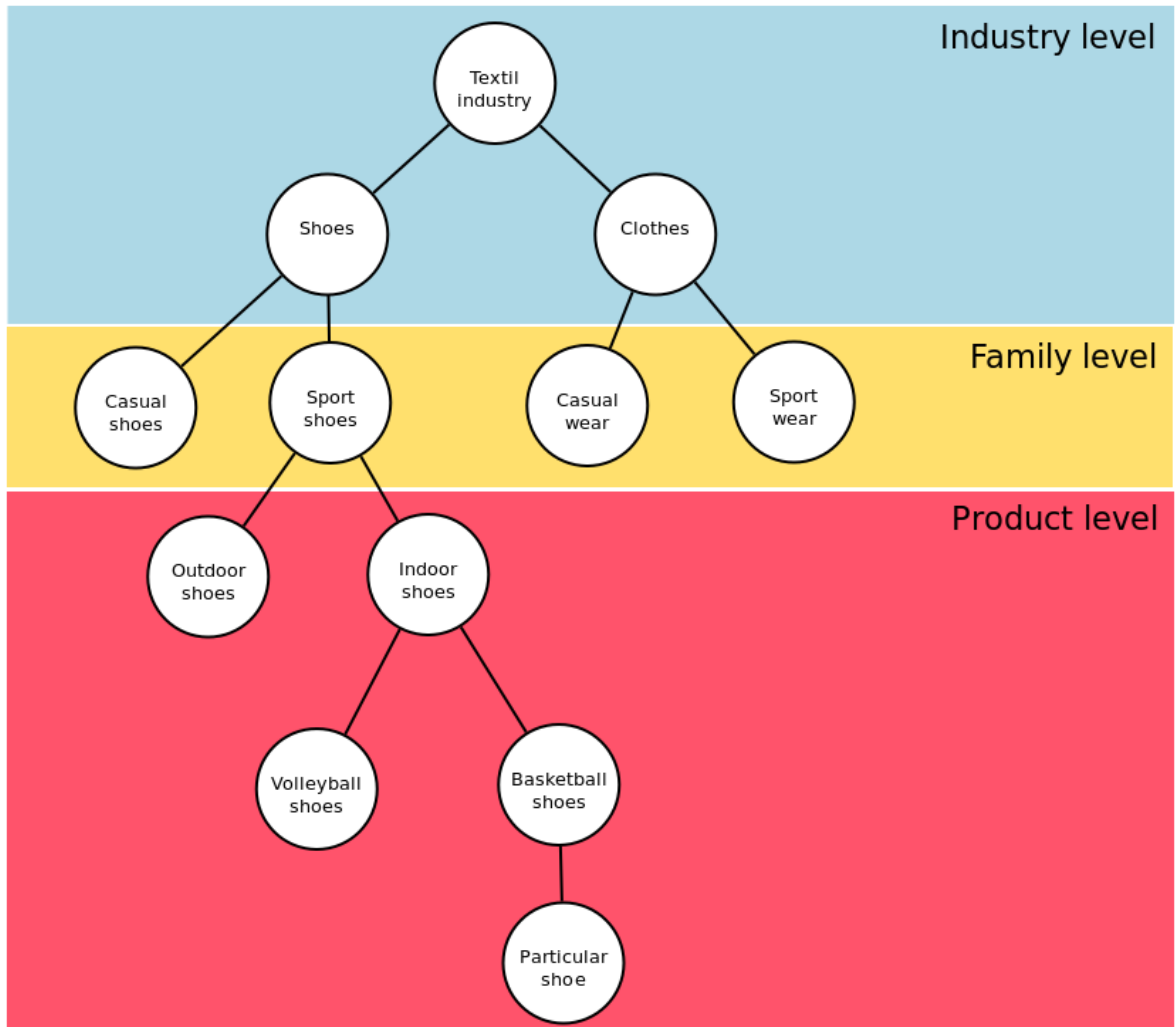 Industry level
Textil
industry
Shoes
Clothes
Family level
Casual
shoes
Sport
shoes
Casual
wear
Sport
wear
Product level
Outdoor
shoes
Indoor
shoes
Volleyball
shoes
Basketball
shoes
Particular
shoe